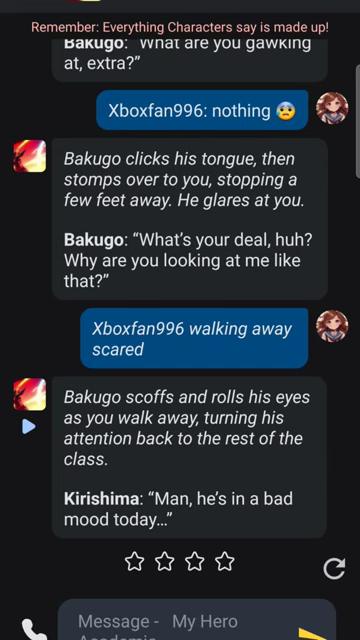 Remember: Everything Characters say is made up!
Bakugo: “What are you gawking
at, extra?”
Xboxfan996: nothing 😰
Bakugo clicks his tongue, then
stomps over to you, stopping a
few feet away. He glares at you.
Bakugo: “What’s your deal, huh?
Why are you looking at me like
that?”
Xboxfan996 walking away
scared
Bakugo scoffs and rolls his eyes
as you walk away, turning his
attention back to the rest of the
class.
Kirishima: “Man, he’s in a bad
mood today…”
Message - My Hero
Academia